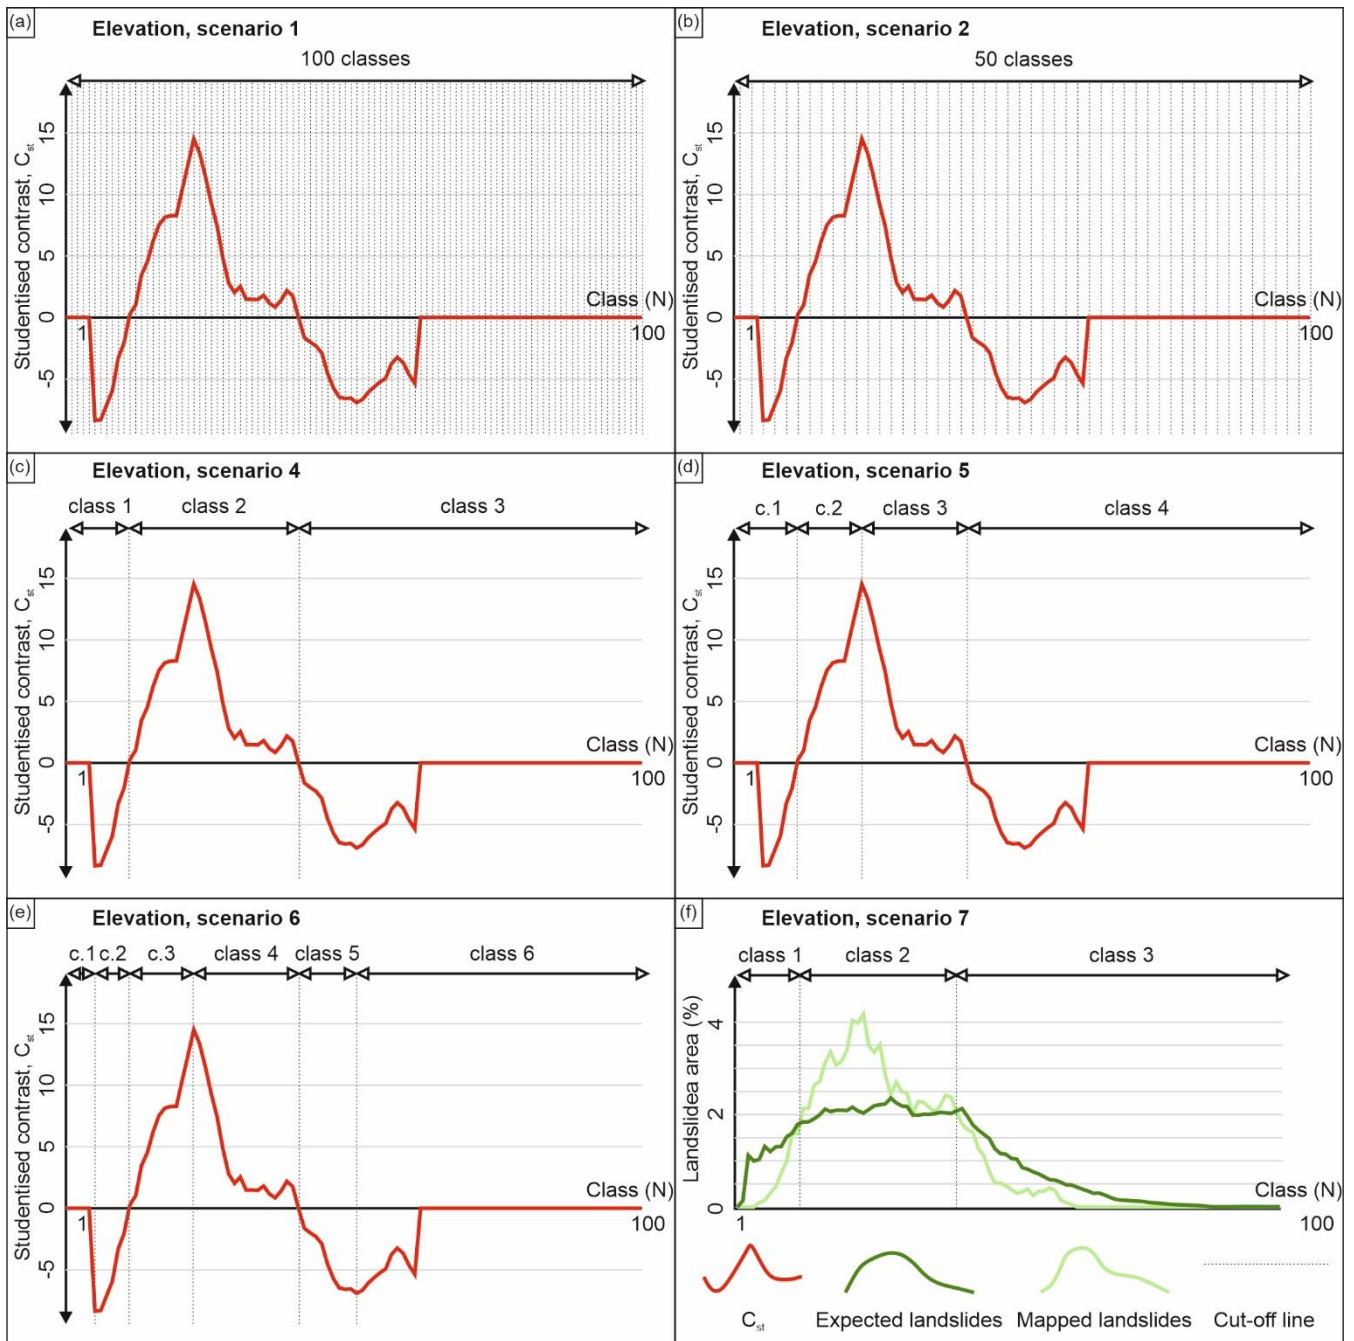 (a) Elevation, scenario 1
100 classes
Studentised contrast, Cst
15
10
5
0
-5
Class (N)
1
100
(b) Elevation, scenario 2
50 classes
Studentised contrast, Cst
15
10
5
0
-5
Class (N)
1
100
(c) Elevation, scenario 4
class 1 class 2 class 3
Studentised contrast, Cst
15
10
5
0
-5
Class (N)
1
100
(d) Elevation, scenario 5
c.1 c.2 class 3 class 4
Studentised contrast, Cst
15
10
5
0
-5
Class (N)
1
100
(e) Elevation, scenario 6
c.1 c.2 c.3 class 4 class 5 class 6
Studentised contrast, Cst
15
10
5
0
-5
Class (N)
1
100
(f) Elevation, scenario 7
class 1 class 2 class 3
Landslidea area (%)
4
2
0
Class (N)
1
100
Cst Expected landslides Mapped landslides Cut-off line